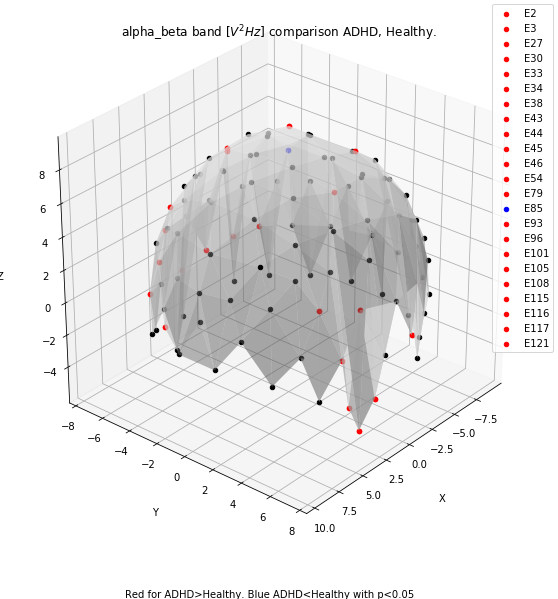 alpha_beta band [V²Hz] comparison ADHD, Healthy.
E2
E3
E27
E30
E33
E34
E38
E43
E44
E45
E46
E54
E79
E85
E93
E96
E101
E105
E108
E115
E116
E117
E121
8
6
4
2
0
−2
−4
Z
−8
−6
−4
−2
0
2
4
6
8
Y
10.0
7.5
5.0
2.5
0.0
−2.5
−5.0
−7.5
X
Red for ADHD>Healthy. Blue ADHD<Healthy with p<0.05